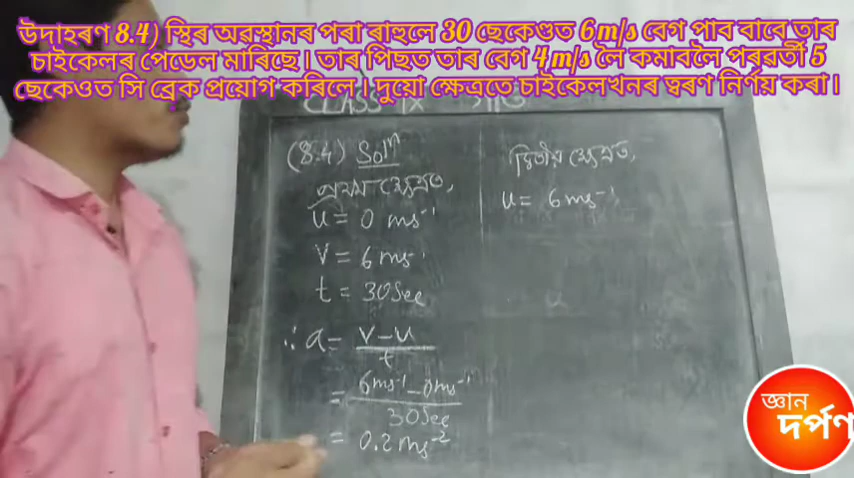 উদাহৰণ 8.4) স্থিৰ অৱস্থানৰ পৰা ৰাহুলে 30 ছেকেণ্ডত 6m/s বেগ পাব বাবে তাৰ
চাইকেলৰ পেডেল মাৰিছে। তাৰ পিছত তাৰ বেগ 4m/s লৈ কমাবলৈ পৰৱৰ্তী 5
ছেকেণ্ডত সি ব্ৰেক প্ৰয়োগ কৰিলে। দুয়ো ক্ষেত্ৰতে চাইকেলখনৰ ত্বৰণ নিৰ্ণয় কৰা।
CLASS IX
(8.4) Solⁿ
প্ৰথম ক্ষেত্ৰত,
u = 0 ms⁻¹
v = 6 ms⁻¹
t = 30 Sec
∴ a = v-u / t
= 6ms⁻¹ - 0ms⁻¹ / 30 Sec
= 0.2 ms⁻²
দ্বিতীয় ক্ষেত্ৰত,
u = 6 ms⁻¹
জ্ঞান
দৰ্পণ